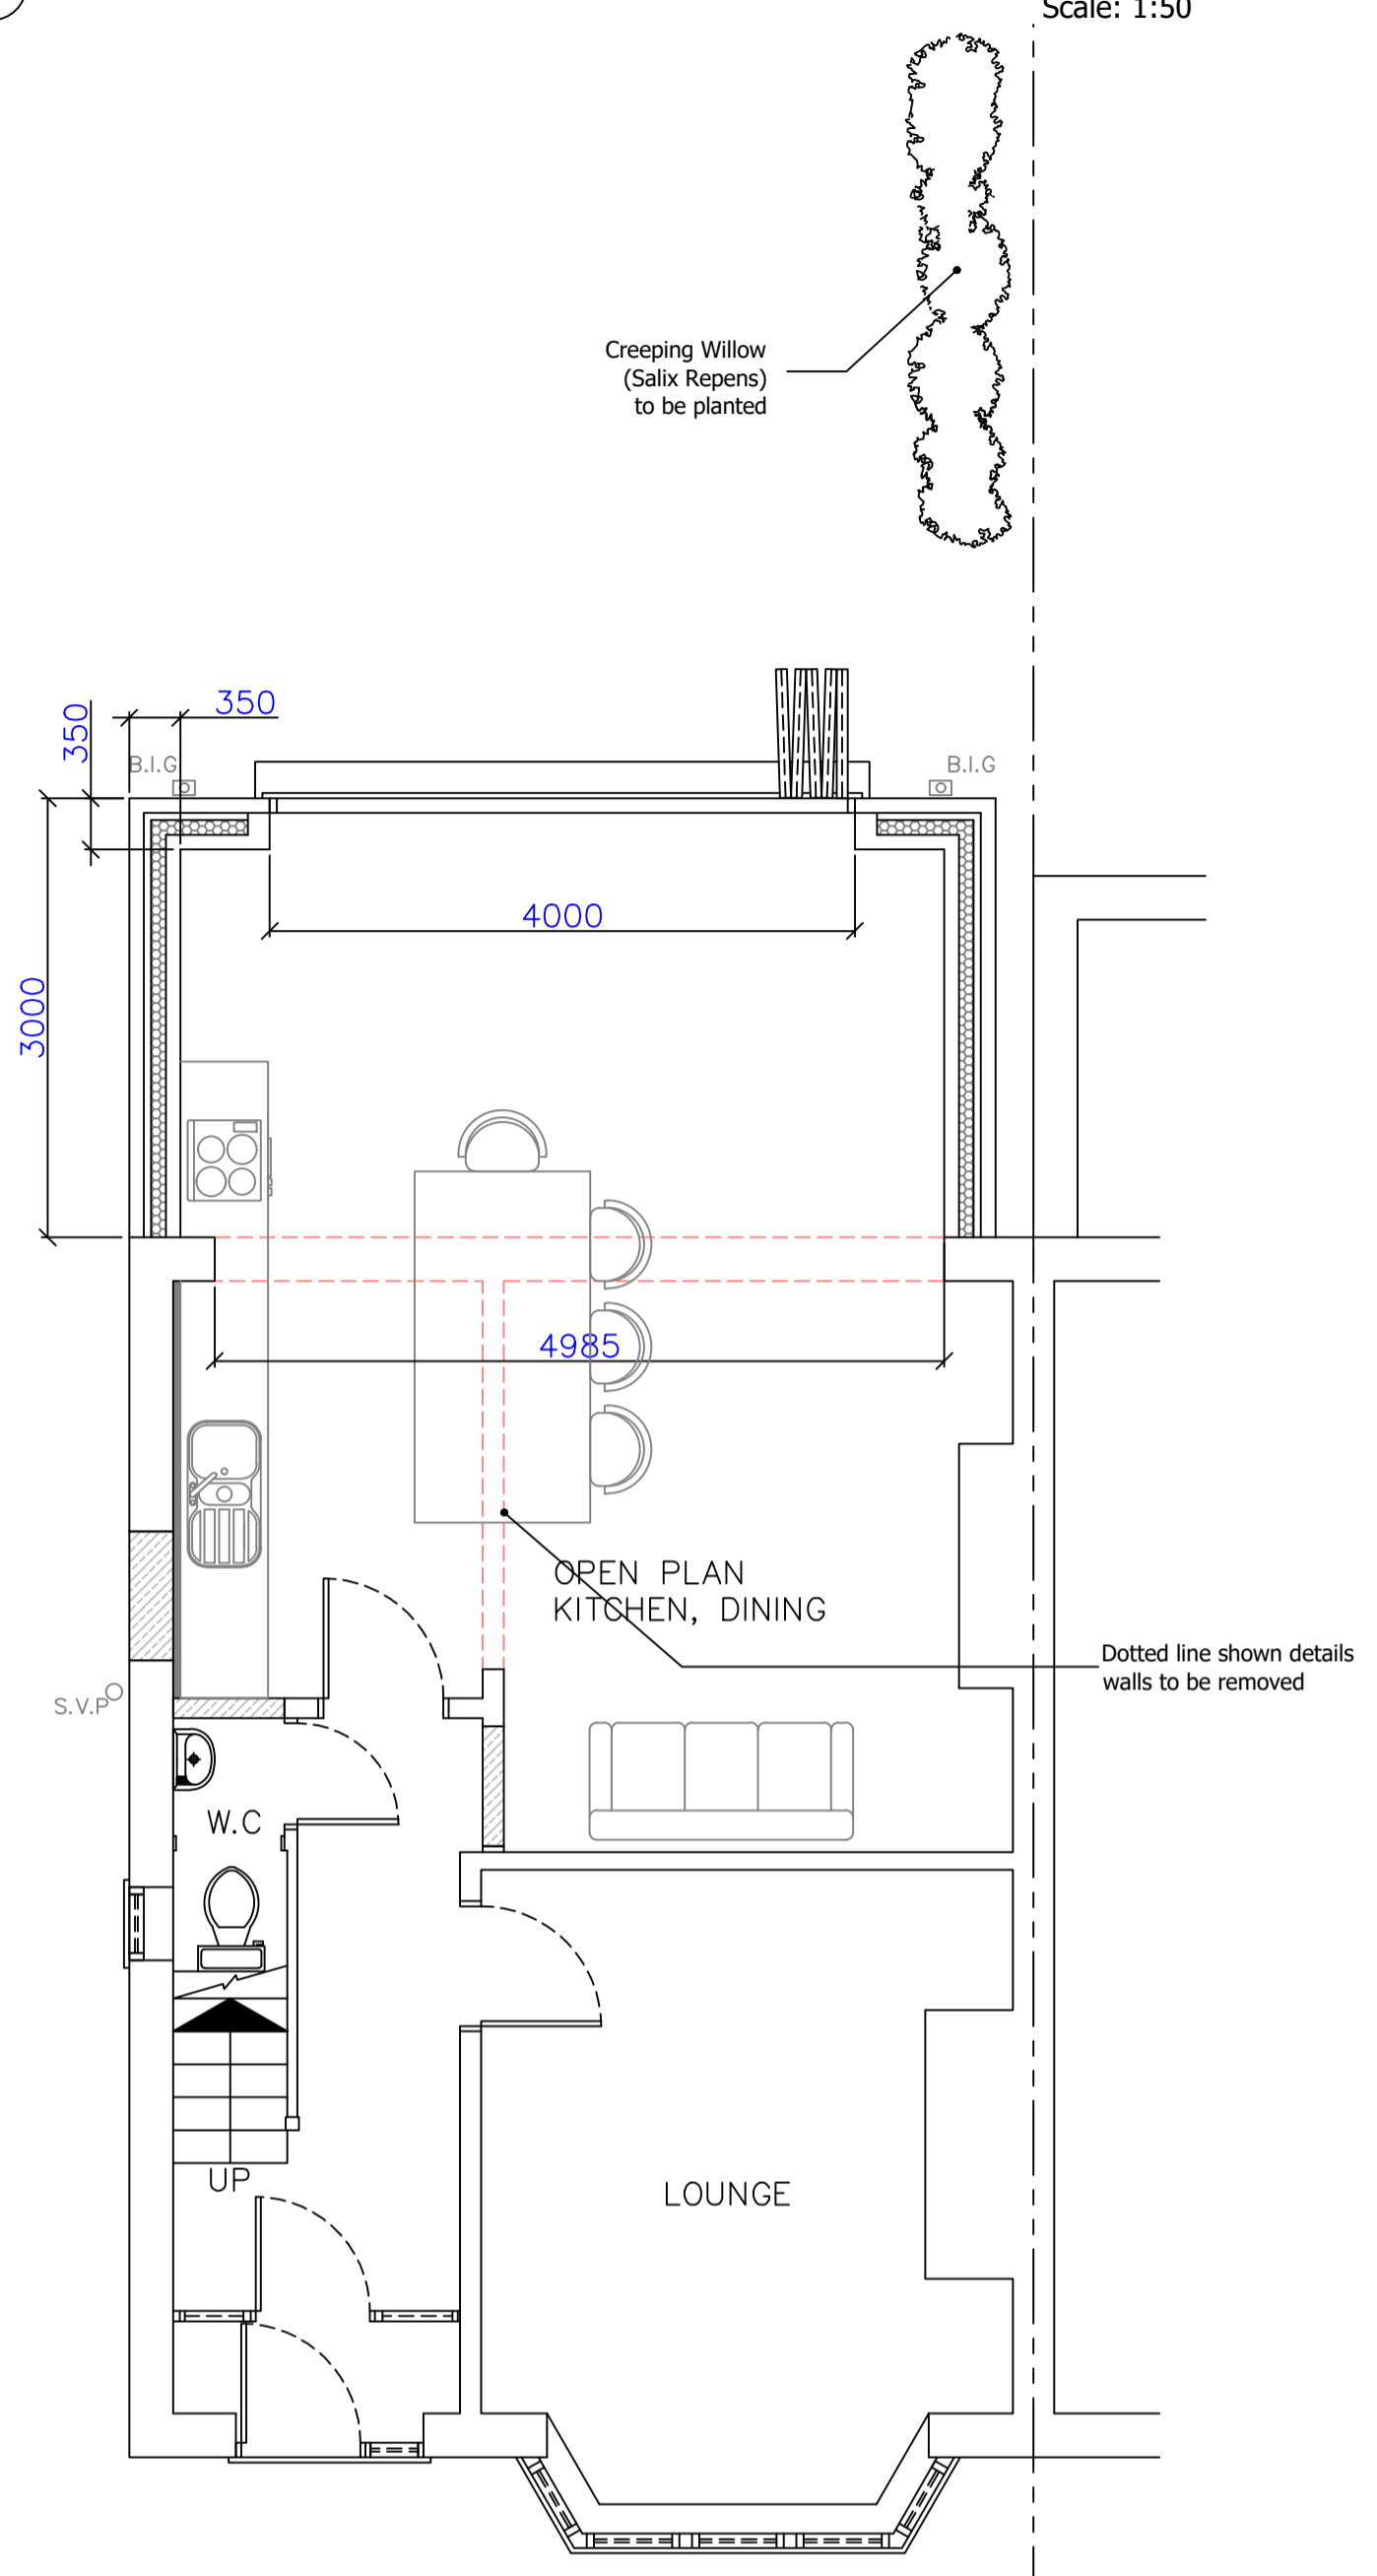 Scale: 1:50
Creeping Willow
(Salix Repens)
to be planted
350
350
B.I.G
B.I.G
4000
3000
4985
OPEN PLAN
KITCHEN, DINING
Dotted line shown details
walls to be removed
S.V.P
W.C
UP
LOUNGE